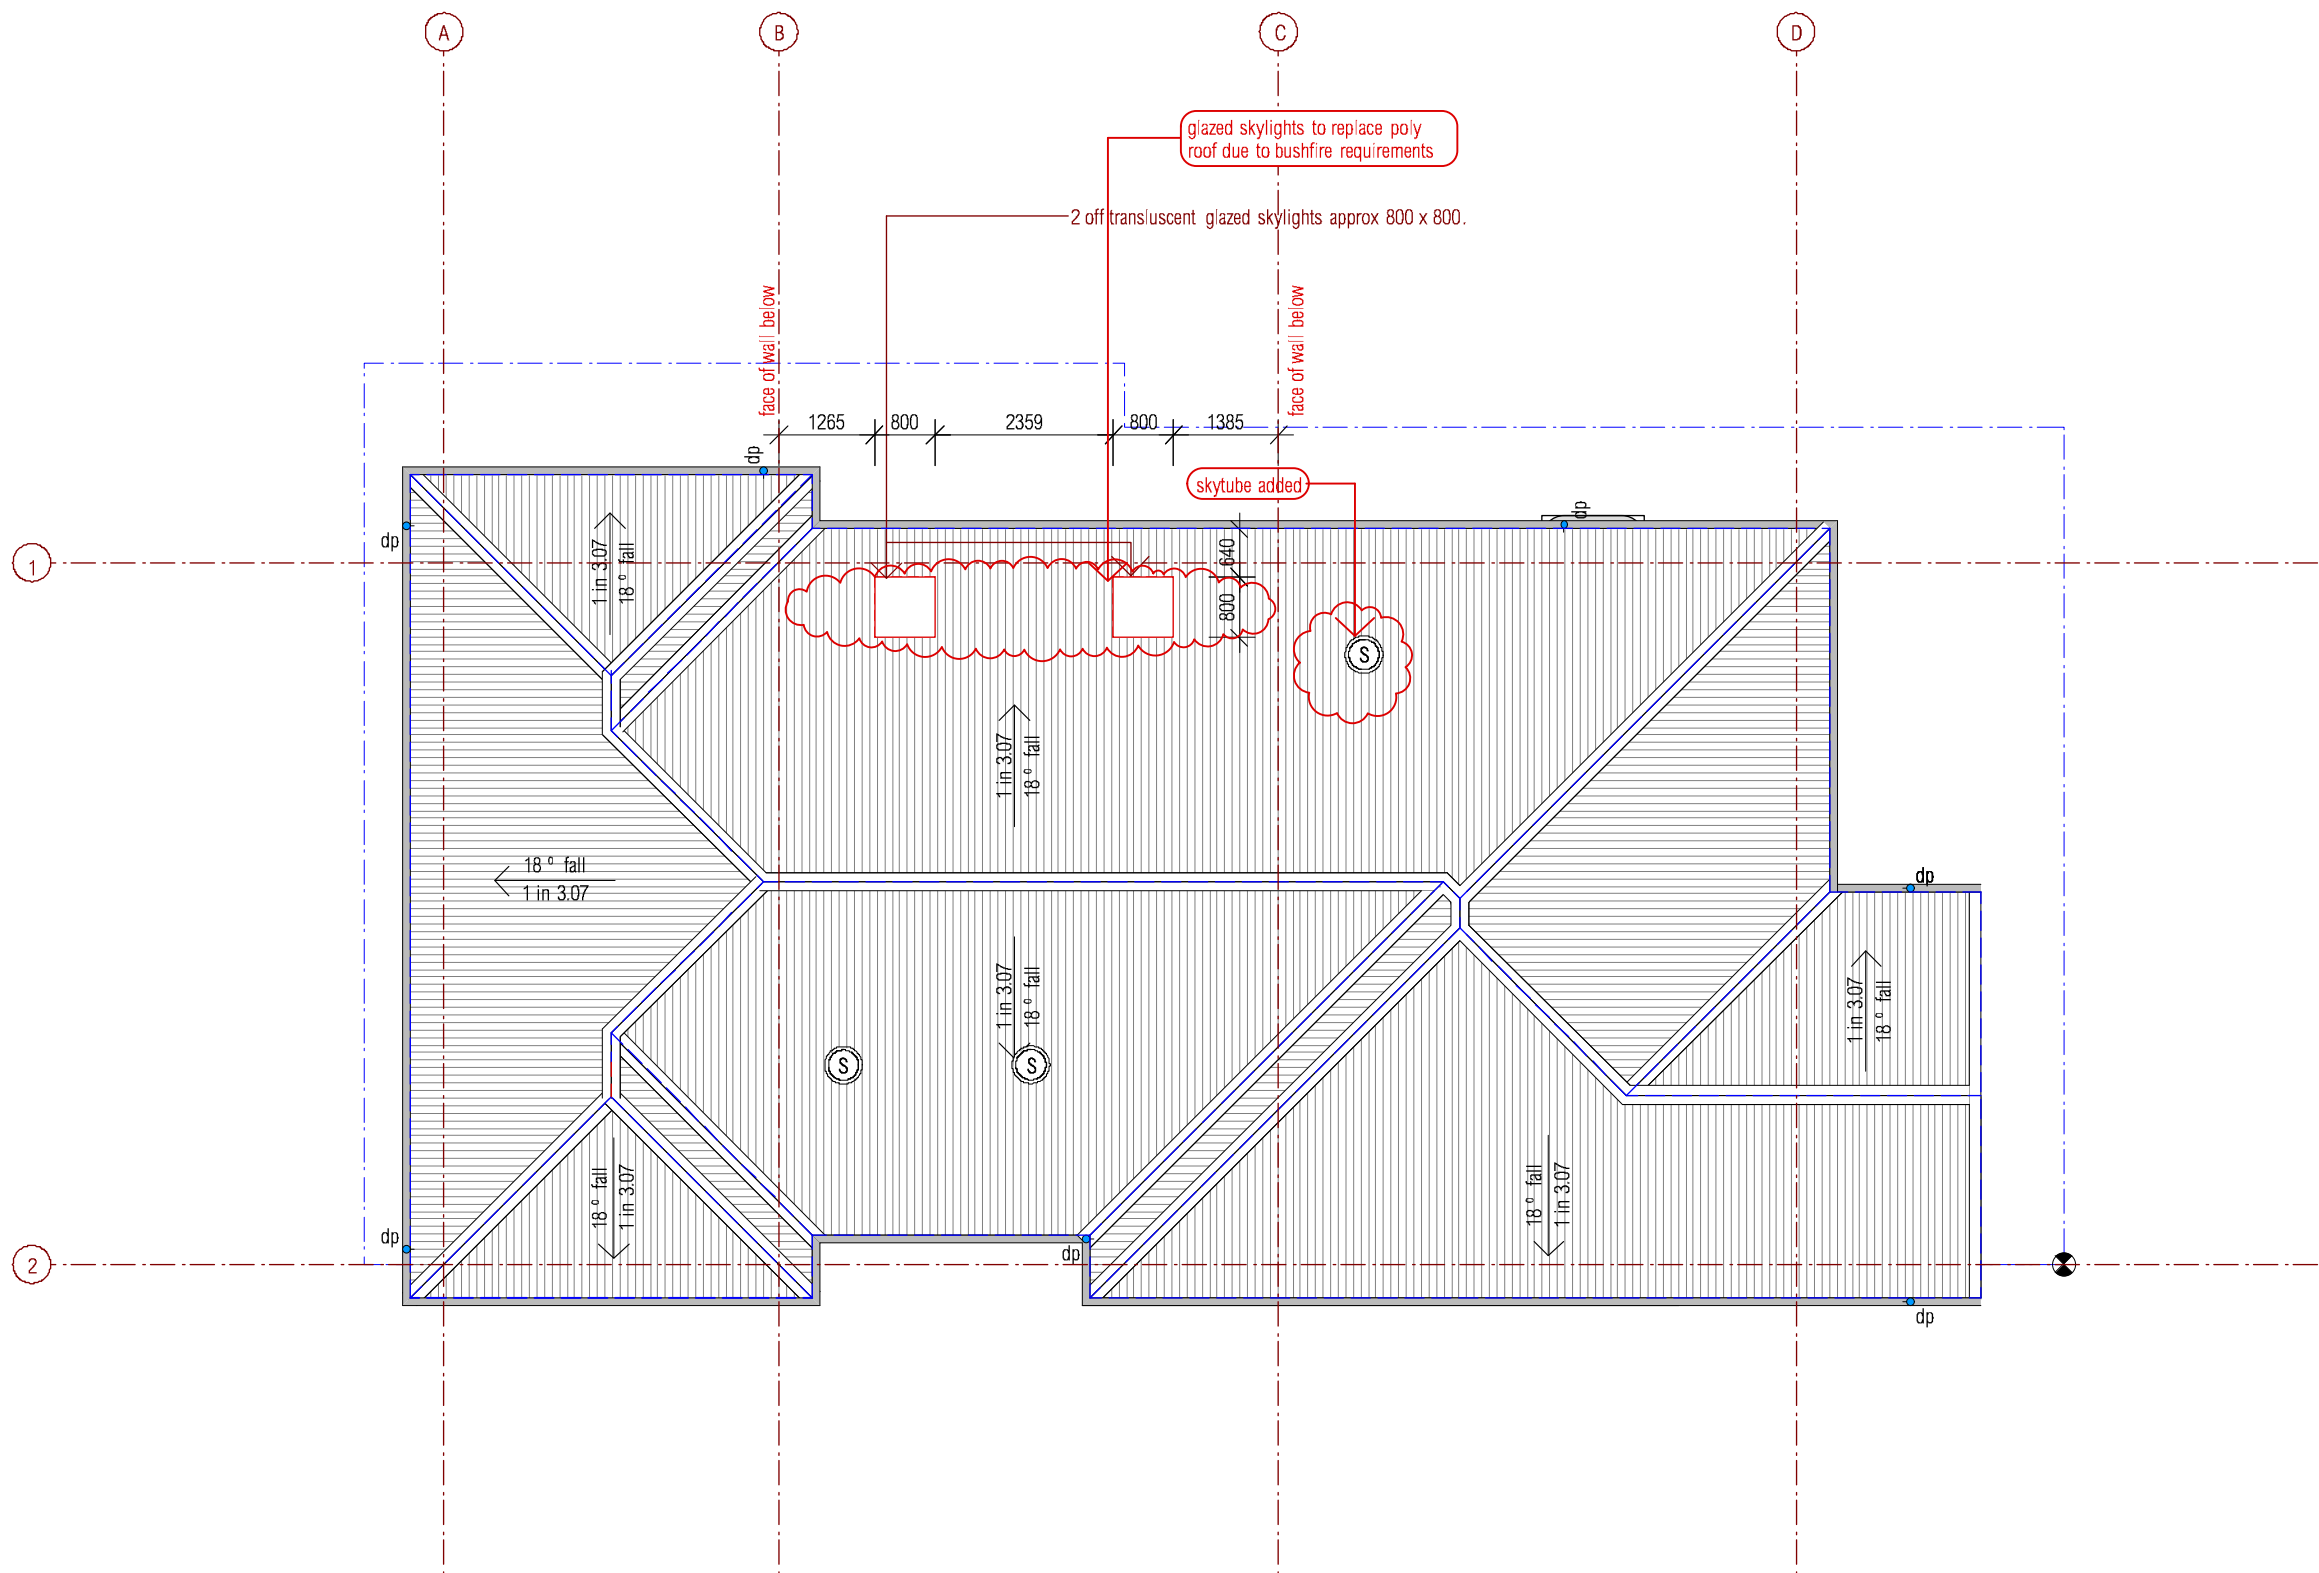 A
B
C
D
glazed skylights to replace poly
roof due to bushfire requirements
2 off transluscent glazed skylights approx 800 x 800.
face of wall below
face of wall below
1265
800
2359
800
1385
dp
skytube added
dp
dp
1
640
800
1 in 3.07
18° fall
S
1 in 3.07
18° fall
18° fall
1 in 3.07
dp
1 in 3.07
18° fall
1 in 3.07
18° fall
S
S
18° fall
1 in 3.07
18° fall
1 in 3.07
dp
dp
2
dp